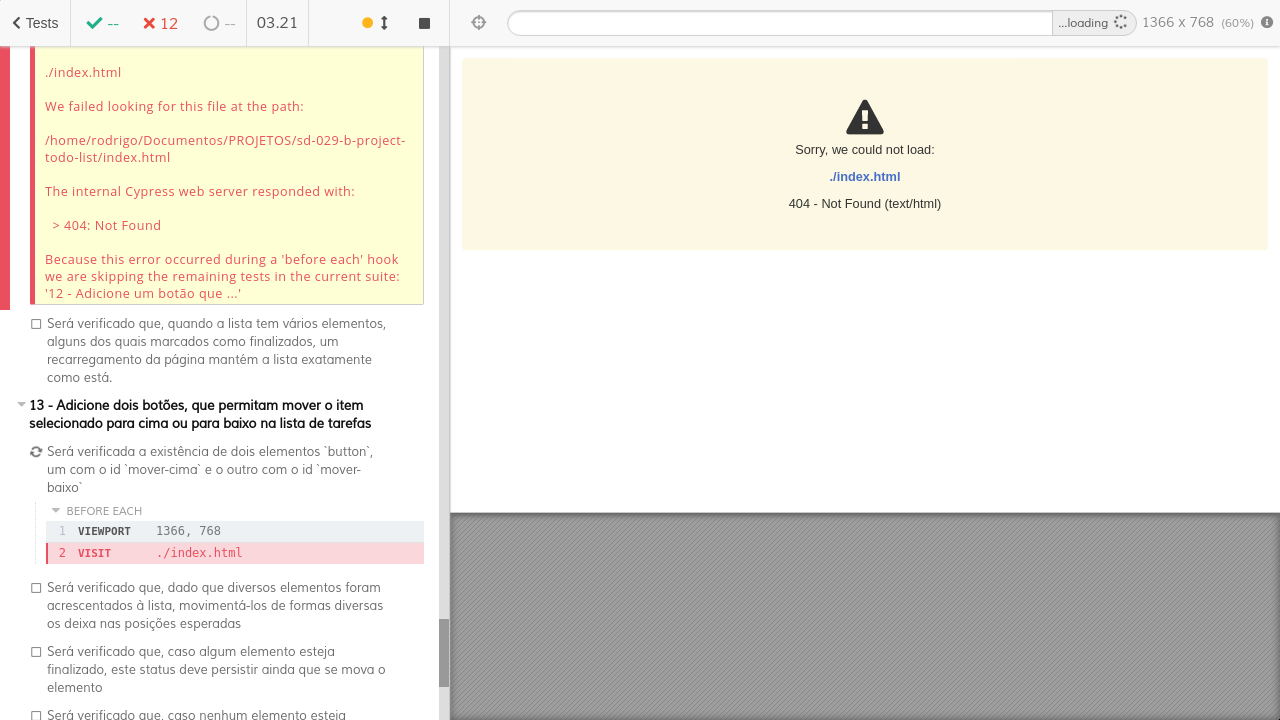 Tests
--
12
--
03.21
...loading
1366 x 768 (60%)
./index.html
We failed looking for this file at the path:
/home/rodrigo/Documentos/PROJETOS/sd-029-b-project-
todo-list/index.html
The internal Cypress web server responded with:
> 404: Not Found
Because this error occurred during a 'before each' hook
we are skipping the remaining tests in the current suite:
'12 - Adicione um botão que ...'
Será verificado que, quando a lista tem vários elementos,
alguns dos quais marcados como finalizados, um
recarregamento da página mantém a lista exatamente
como está.
13 - Adicione dois botões, que permitam mover o item
selecionado para cima ou para baixo na lista de tarefas
Será verificada a existência de dois elementos `button`,
um com o id `mover-cima` e o outro com o id `mover-
baixo`
BEFORE EACH
1 VIEWPORT 1366, 768
2 VISIT ./index.html
Será verificado que, dado que diversos elementos foram
acrescentados à lista, movimentá-los de formas diversas
os deixa nas posições esperadas
Será verificado que, caso algum elemento esteja
finalizado, este status deve persistir ainda que se mova o
elemento
Será verificado que, caso nenhum elemento esteja
Sorry, we could not load:
./index.html
404 - Not Found (text/html)